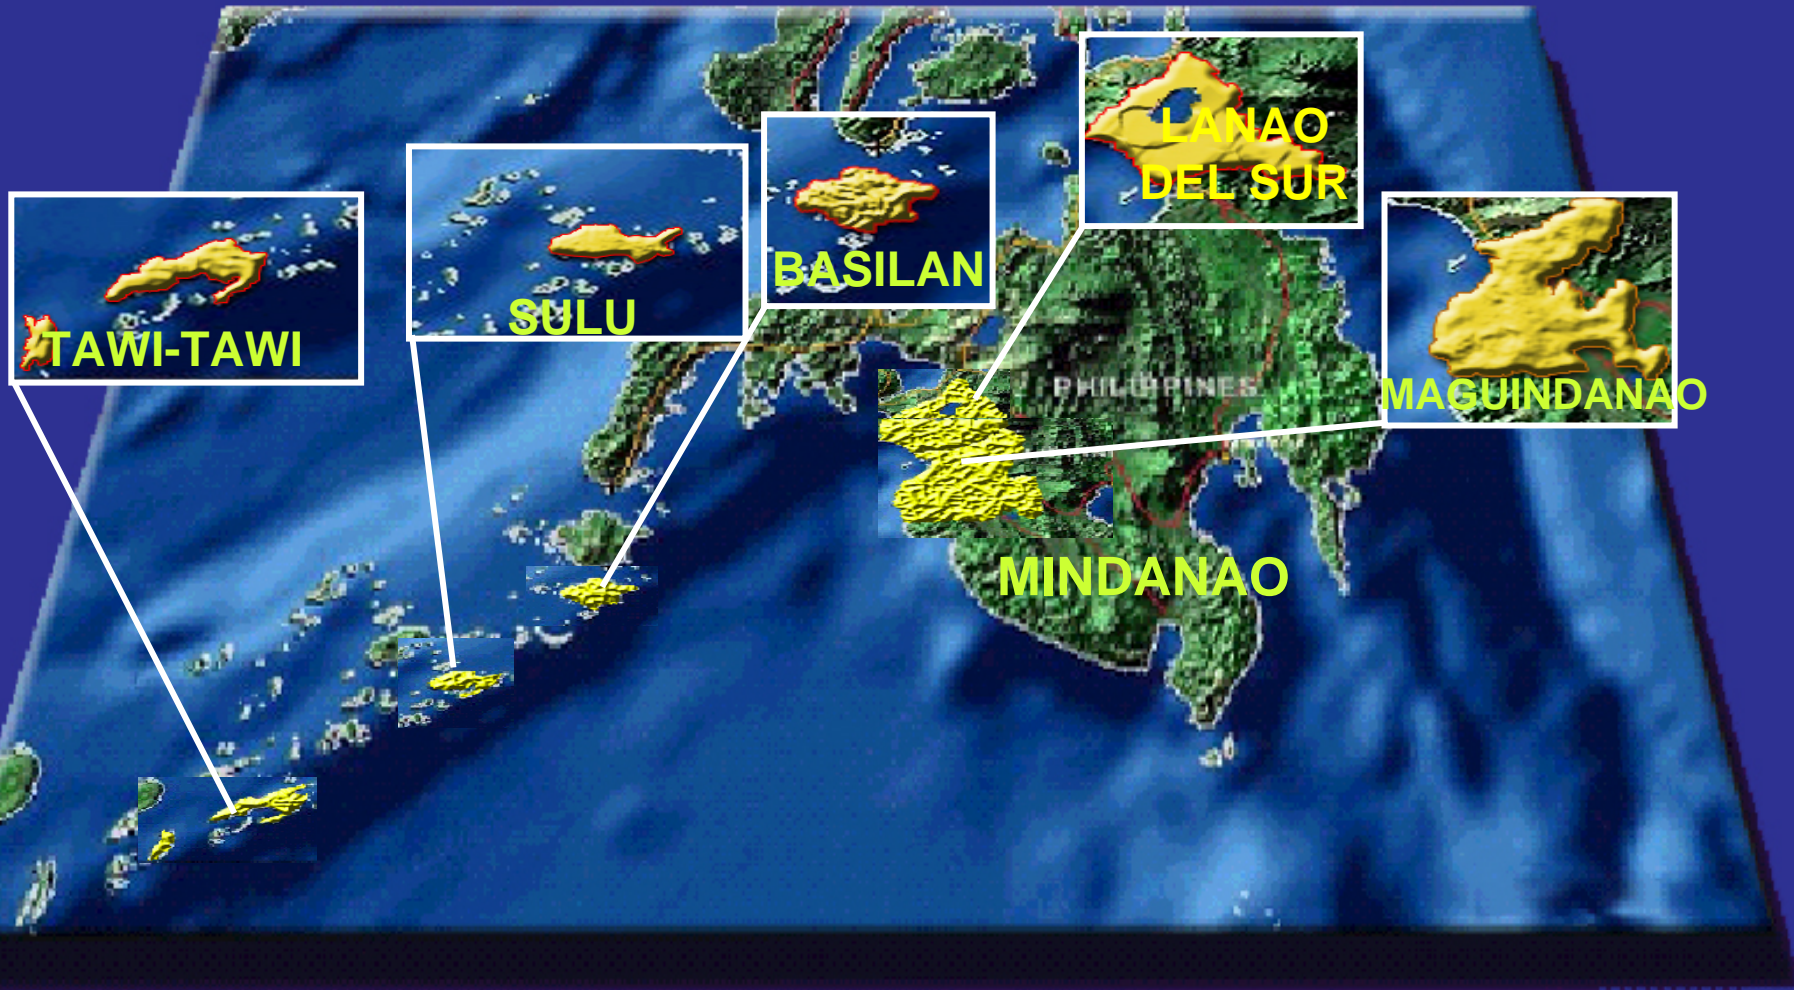 LANAO
DEL SUR
BASILAN
SULU
TAWI-TAWI
MAGUINDANAO
PHILIPPINES
MINDANAO